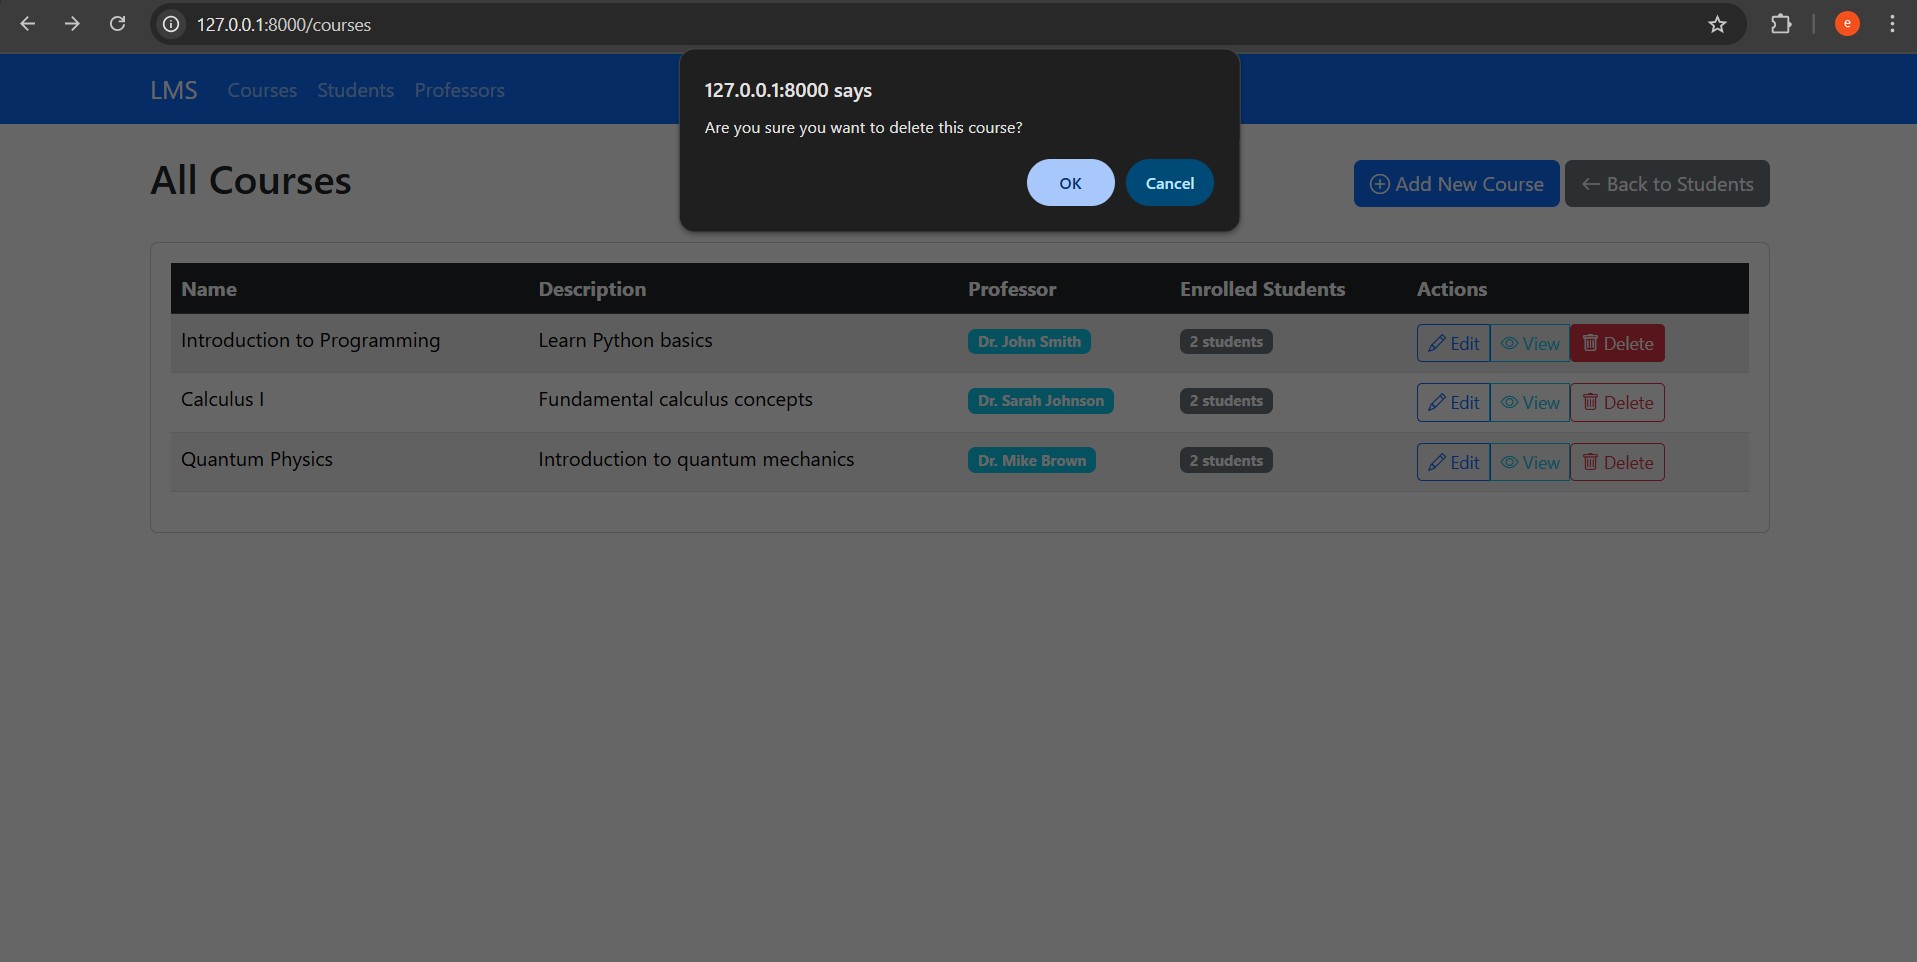 127.0.0.1:8000/courses
e
LMS Courses Students Professors
127.0.0.1:8000 says
Are you sure you want to delete this course?
OK Cancel
All Courses
Add New Course Back to Students
Name Description Professor Enrolled Students Actions
Introduction to Programming Learn Python basics Dr. John Smith 2 students Edit View Delete
Calculus I Fundamental calculus concepts Dr. Sarah Johnson 2 students Edit View Delete
Quantum Physics Introduction to quantum mechanics Dr. Mike Brown 2 students Edit View Delete